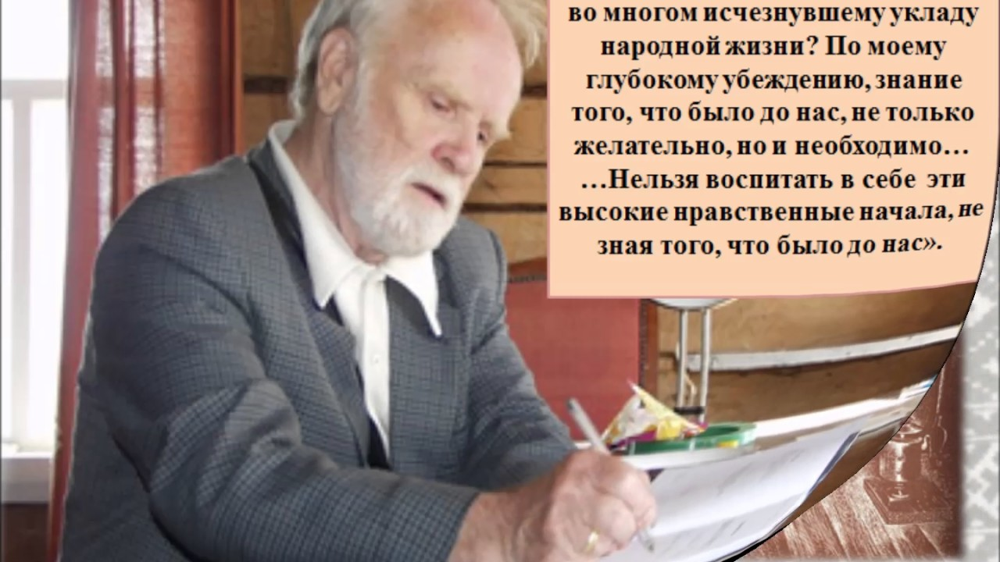 во многом исчезнувшему укладу
народной жизни? По моему
глубокому убеждению, знание
того, что было до нас, не только
желательно, но и необходимо…
…Нельзя воспитать в себе эти
высокие нравственные начала, не
зная того, что было до нас».